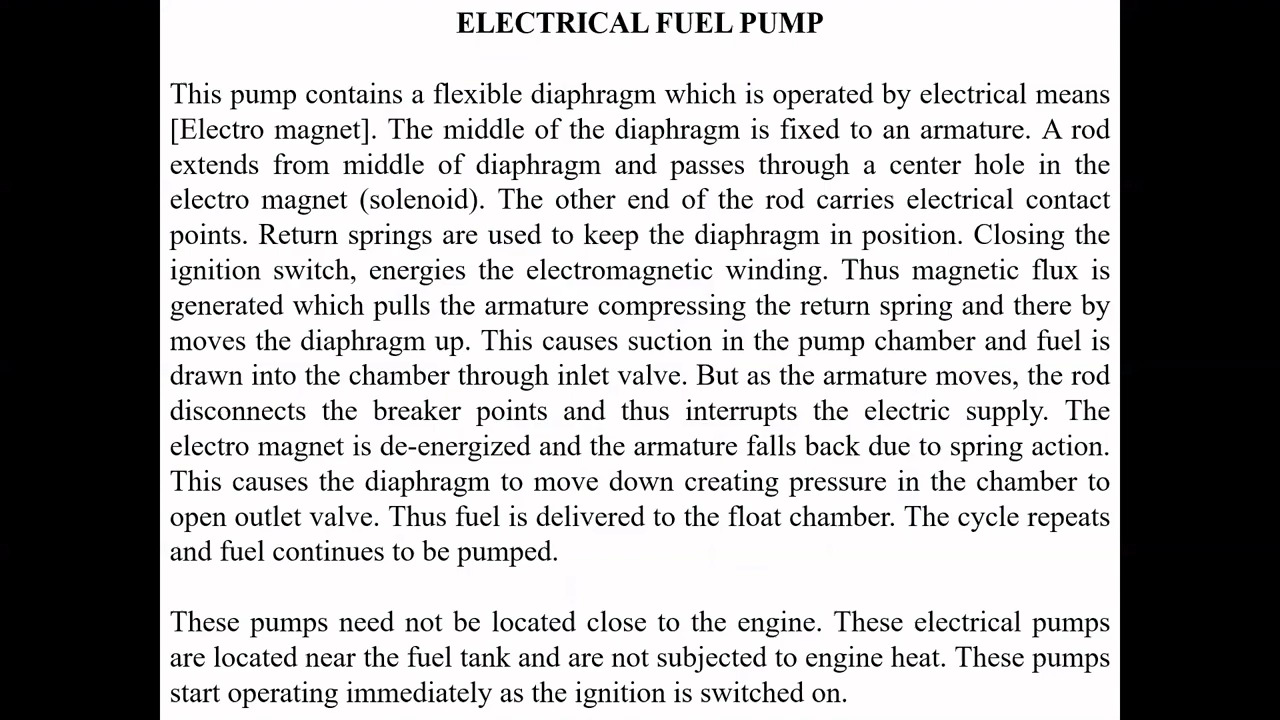 ELECTRICAL FUEL PUMP
This pump contains a flexible diaphragm which is operated by electrical means
[Electro magnet]. The middle of the diaphragm is fixed to an armature. A rod
extends from middle of diaphragm and passes through a center hole in the
electro magnet (solenoid). The other end of the rod carries electrical contact
points. Return springs are used to keep the diaphragm in position. Closing the
ignition switch, energies the electromagnetic winding. Thus magnetic flux is
generated which pulls the armature compressing the return spring and there by
moves the diaphragm up. This causes suction in the pump chamber and fuel is
drawn into the chamber through inlet valve. But as the armature moves, the rod
disconnects the breaker points and thus interrupts the electric supply. The
electro magnet is de-energized and the armature falls back due to spring action.
This causes the diaphragm to move down creating pressure in the chamber to
open outlet valve. Thus fuel is delivered to the float chamber. The cycle repeats
and fuel continues to be pumped.
These pumps need not be located close to the engine. These electrical pumps
are located near the fuel tank and are not subjected to engine heat. These pumps
start operating immediately as the ignition is switched on.